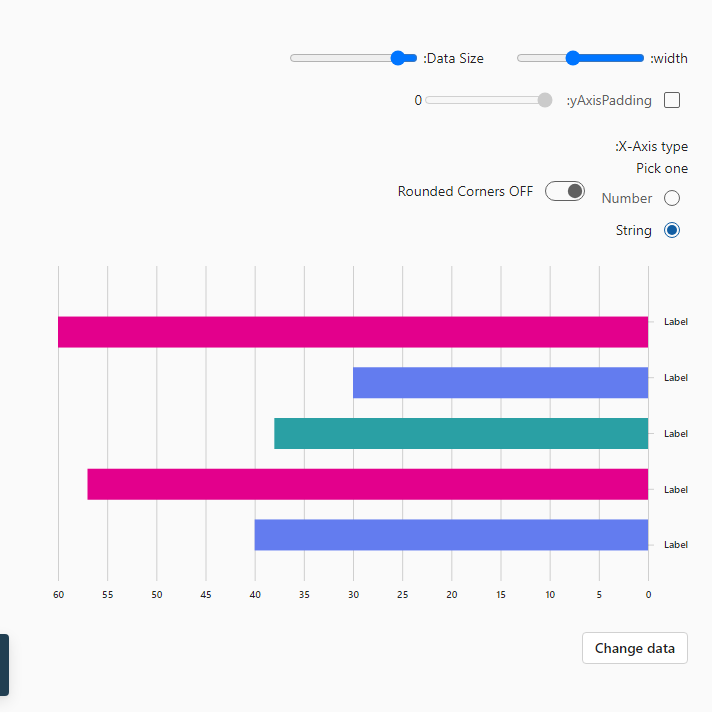 :width
:Data Size
:yAxisPadding
0
:X-Axis type
Pick one
Number
String
Rounded Corners OFF
Label
Label
Label
Label
Label
60 55 50 45 40 35 30 25 20 15 10 5 0
Change data